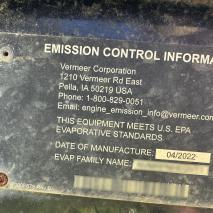 EMISSION CONTROL INFORMA
Vermeer Corporation
1210 Vermeer Rd East
Pella, IA 50219 USA
Phone: 1-800-829-0051
Email: engine_emission_info@vermeer.com
THIS EQUIPMENT MEETS U.S. EPA
EVAPORATIVE STANDARDS.
DATE OF MANUFACTURE: 04/2022
EVAP FAMILY NAME: